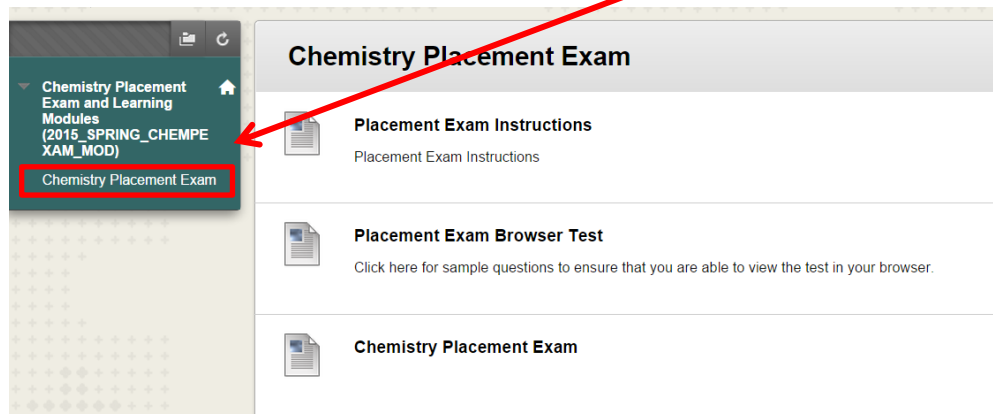 Chemistry Placement
Exam and Learning
Modules
(2015_SPRING_CHEMPE
XAM_MOD)
Chemistry Placement Exam
Chemistry Placement Exam
Placement Exam Instructions
Placement Exam Instructions
Placement Exam Browser Test
Click here for sample questions to ensure that you are able to view the test in your browser.
Chemistry Placement Exam